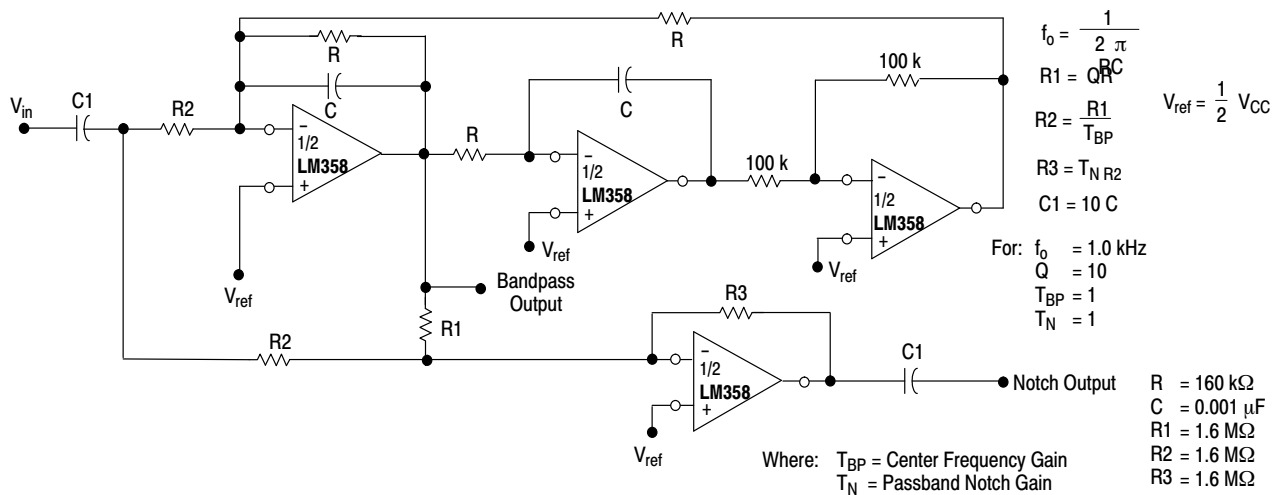 R
R
C
V_in
C1
R2
−
1/2
LM358
+
V_ref
R
C
−
1/2
LM358
+
V_ref
100 k
100 k
−
1/2
LM358
+
V_ref
Bandpass
Output
R1
R2
R3
−
1/2
LM358
+
V_ref
C1
Notch Output
f_o = 1 / 2 π RC
R1 = QR
R2 = R1 / T_BP
R3 = T_N R2
C1 = 10 C
V_ref = 1/2 V_CC
For: f_o = 1.0 kHz
Q = 10
T_BP = 1
T_N = 1
Where: T_BP = Center Frequency Gain
T_N = Passband Notch Gain
R = 160 kΩ
C = 0.001 μF
R1 = 1.6 MΩ
R2 = 1.6 MΩ
R3 = 1.6 MΩ